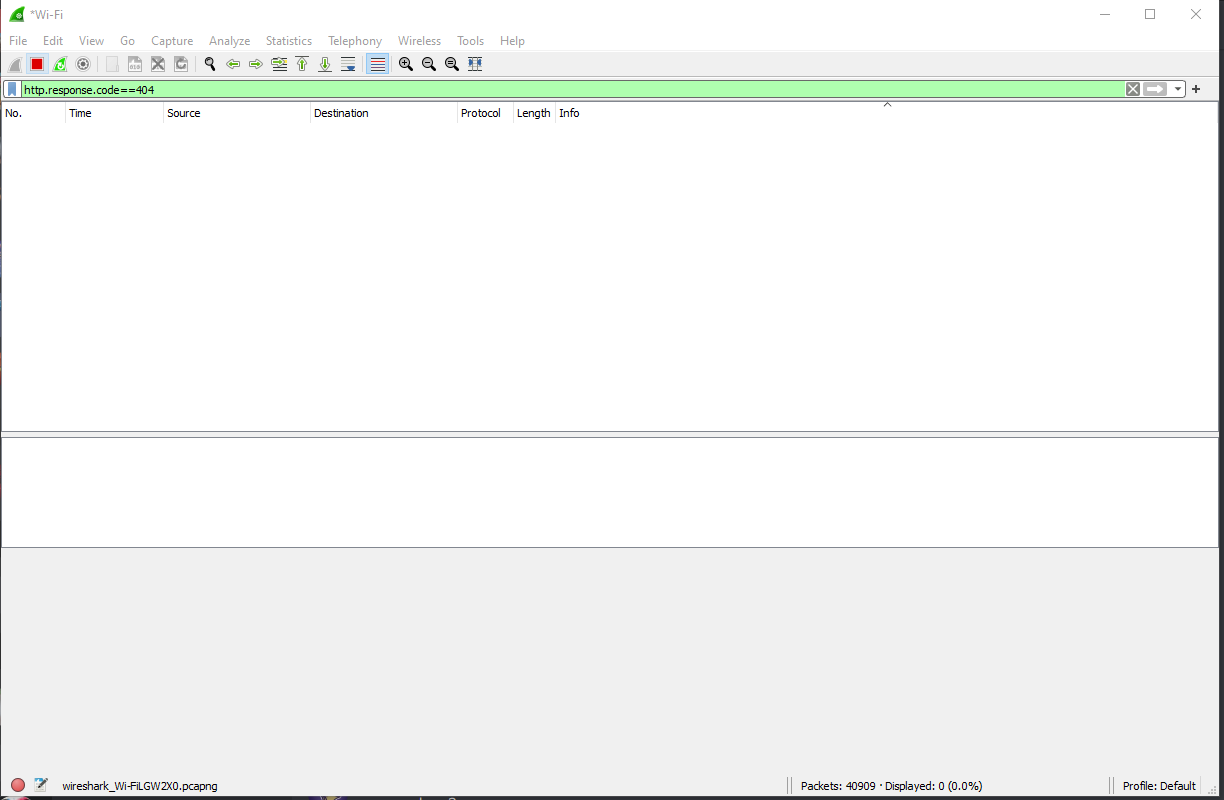 *Wi-Fi
File Edit View Go Capture Analyze Statistics Telephony Wireless Tools Help
http.response.code==404
No. Time Source Destination Protocol Length Info
wireshark_Wi-FiLGW2X0.pcapng Packets: 40909 · Displayed: 0 (0.0%) Profile: Default